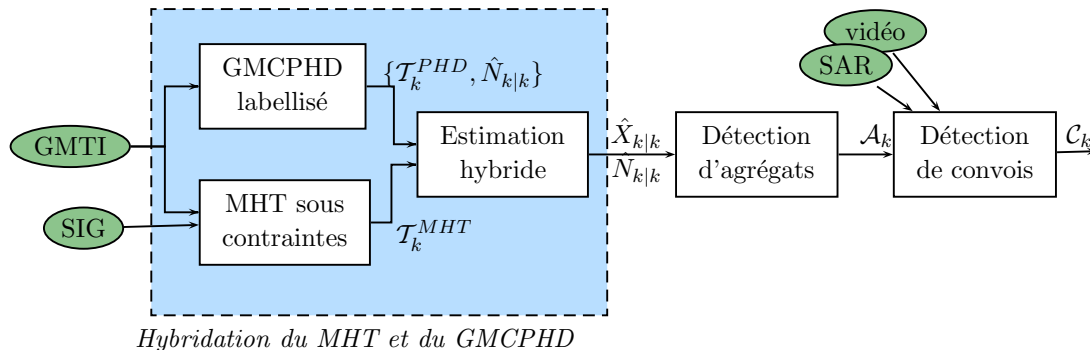 vidéo
SAR
GMCPHD
labellisé
{𝒯_k^{PHD}, N̂_{k|k}}
GMTI
Estimation
hybride
X̂_{k|k}
N̂_{k|k}
Détection
d'agrégats
𝒜_k
Détection
de convois
𝒞_k
SIG
MHT sous
contraintes
𝒯_k^{MHT}
Hybridation du MHT et du GMCPHD